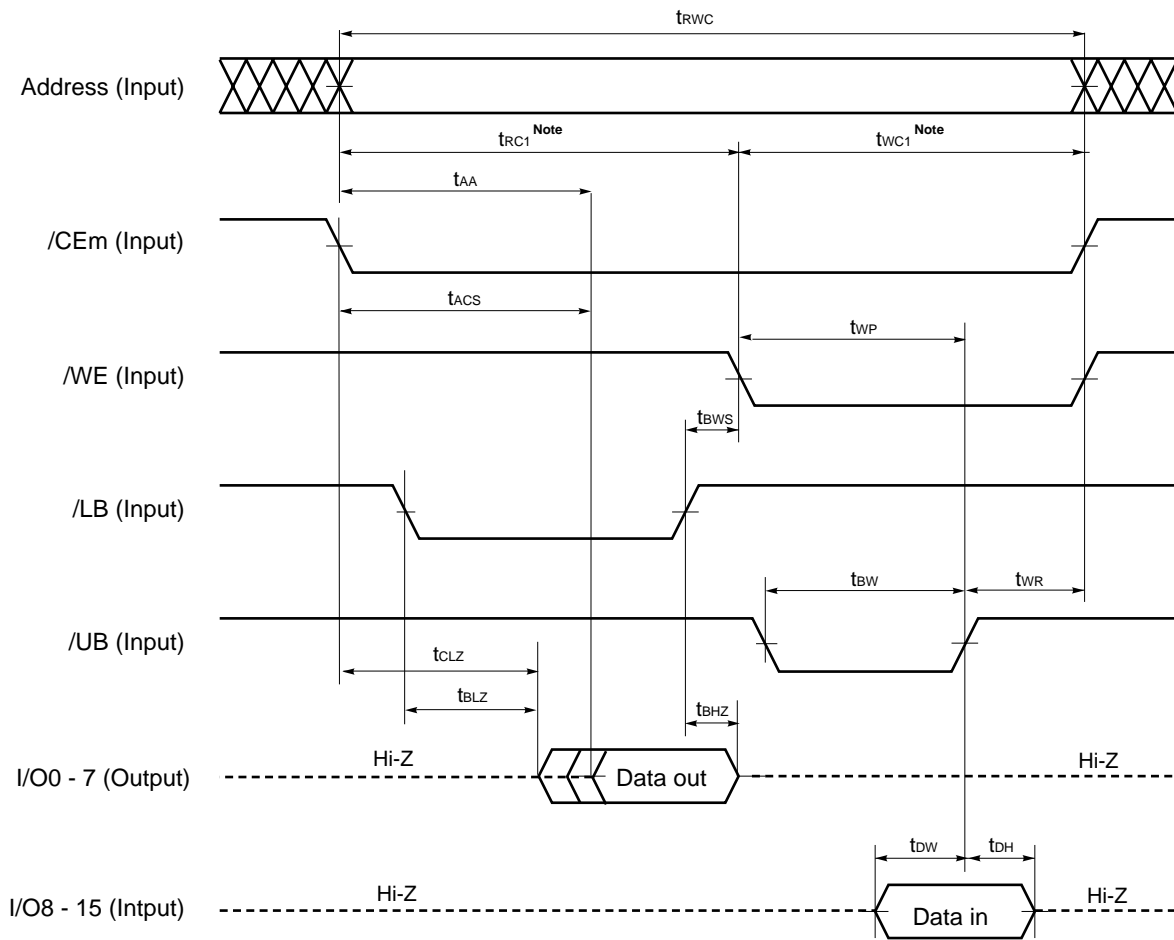 tRWC
Address (Input)
tRC1 Note
tWC1 Note
tAA
/CEm (Input)
tACS
tWP
/WE (Input)
tBWS
/LB (Input)
tBW
tWR
/UB (Input)
tCLZ
tBLZ
tBHZ
Hi-Z
Hi-Z
I/O0 - 7 (Output)
Data out
tDW
tDH
Hi-Z
Hi-Z
I/O8 - 15 (Intput)
Data in